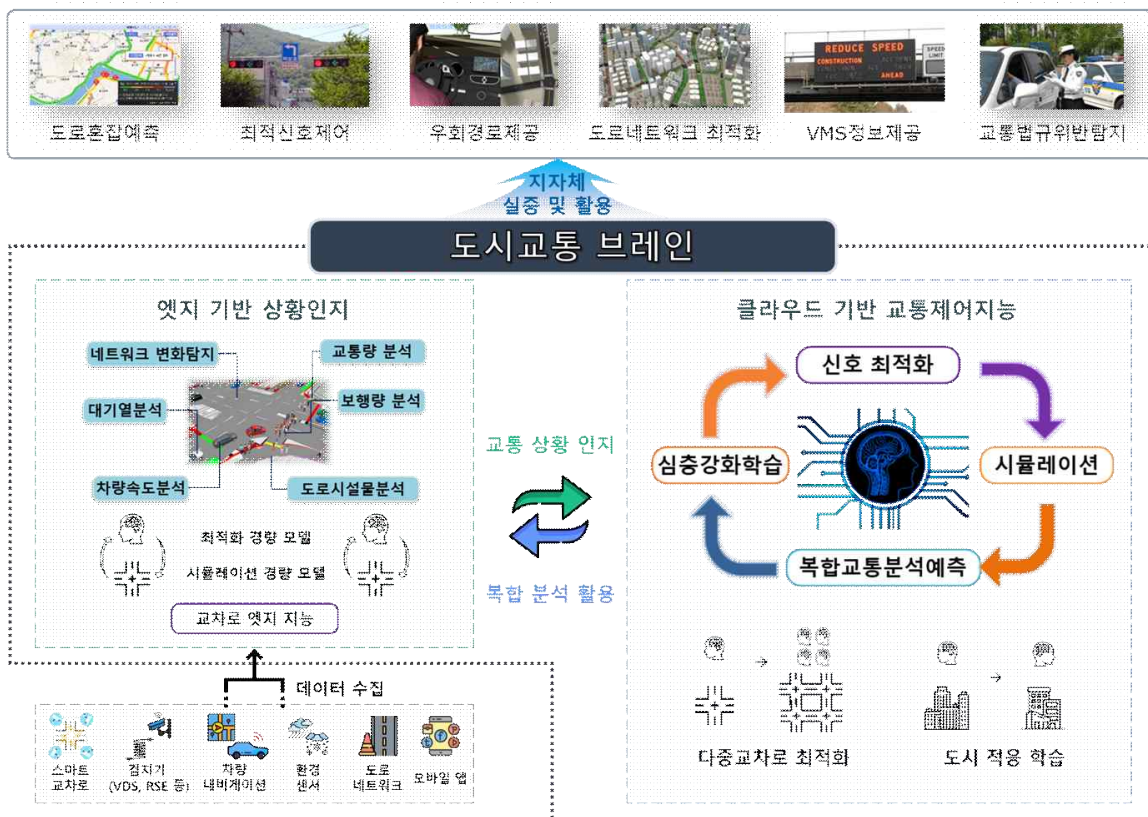 REDUCE SPEED
CONSTRUCTION
AHEAD
SPEED
LIMIT
도로혼잡예측
최적신호제어
우회경로제공
도로네트워크 최적화
VMS정보제공
교통법규위반탐지
지자체
실증 및 활용
도시교통 브레인
엣지 기반 상황인지
네트워크 변화탐지
교통량 분석
대기열분석
보행량 분석
차량속도분석
도로시설물분석
최적화 경량 모델
시뮬레이션 경량 모델
교차로 엣지 지능
교통 상황 인지
복합 분석 활용
클라우드 기반 교통제어지능
신호 최적화
심층강화학습
시뮬레이션
복합교통분석예측
다중교차로 최적화
도시 적응 학습
데이터 수집
스마트
교차로
검지기
(VDS, RSE 등)
차량
내비게이션
환경
센서
도로
네트워크
모바일 앱